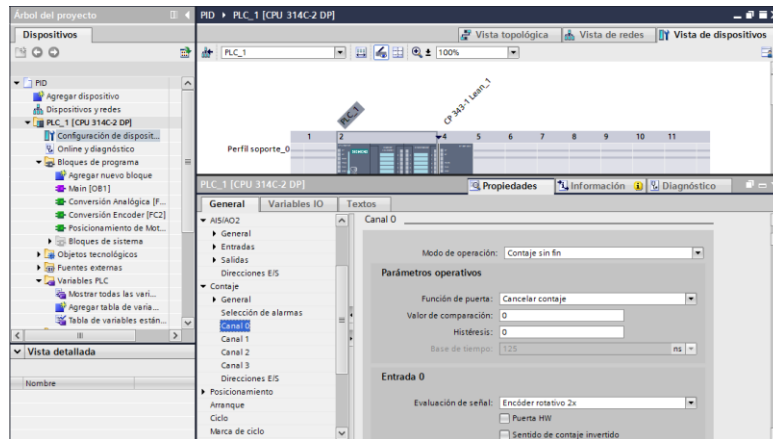 Árbol del proyecto
PID ▸ PLC_1 [CPU 314C-2 DP]
Dispositivos
Vista topológica
Vista de redes
Vista de dispositivos
PLC_1
100%
PID
Agregar dispositivo
Dispositivos y redes
PLC_1 [CPU 314C-2 DP]
Configuración de disposit...
Online y diagnóstico
Bloques de programa
Agregar nuevo bloque
Main [OB1]
Conversión Analógica [F...
Conversión Encoder [FC2]
Posicionamiento de Mot...
Bloques de sistema
Objetos tecnológicos
Fuentes externas
Variables PLC
Mostrar todas las vari...
Agregar tabla de varia...
Tabla de variables están...
Vista detallada
Nombre
PLC_1
CP 343-1 Lean_1
1 2 4 5 6 7 8 9 10 11
Perfil soporte_0
SIEMENS
PLC_1 [CPU 314C-2 DP]
Propiedades
Información
Diagnóstico
General
Variables IO
Textos
AI5/AO2
General
Entradas
Salidas
Direcciones E/S
Contaje
General
Selección de alarmas
Canal 0
Canal 1
Canal 2
Canal 3
Direcciones E/S
Posicionamiento
Arranque
Ciclo
Marca de ciclo
Canal 0
Modo de operación: Contaje sin fin
Parámetros operativos
Función de puerta: Cancelar contaje
Valor de comparación: 0
Histéresis: 0
Base de tiempo: 125 ns
Entrada 0
Evaluación de señal: Encóder rotativo 2x
Puerta HW
Sentido de contaje invertido